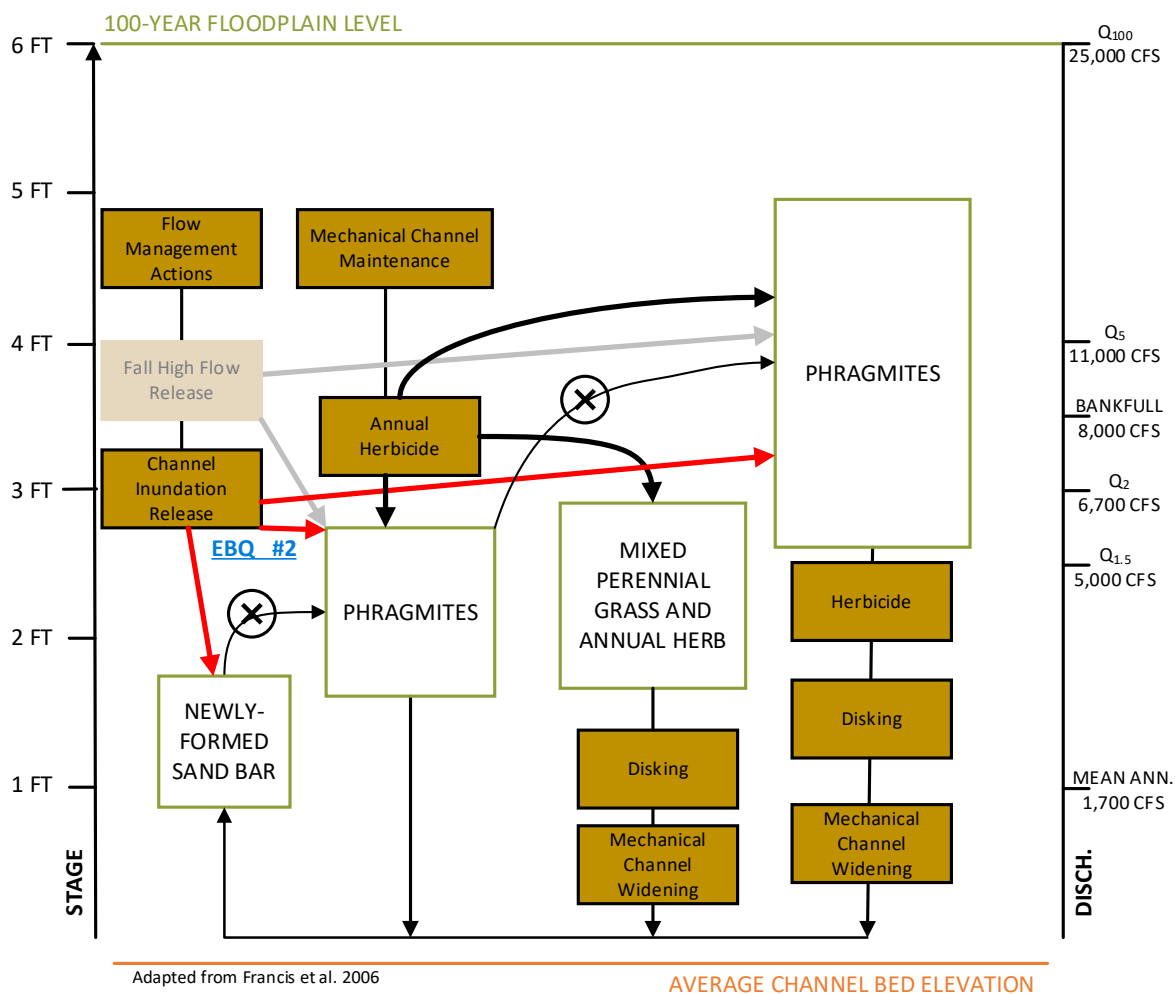 100-YEAR FLOODPLAIN LEVEL
6 FT
5 FT
4 FT
3 FT
2 FT
1 FT
STAGE
Flow
Management
Actions
Mechanical Channel
Maintenance
Fall High Flow
Release
Annual
Herbicide
Channel
Inundation
Release
EBQ #2
PHRAGMITES
NEWLY-
FORMED
SAND BAR
MIXED
PERENNIAL
GRASS AND
ANNUAL HERB
Disking
Mechanical
Channel
Widening
PHRAGMITES
Herbicide
Disking
Mechanical
Channel
Widening
Q100
25,000 CFS
Q5
11,000 CFS
BANKFULL
8,000 CFS
Q2
6,700 CFS
Q1.5
5,000 CFS
MEAN ANN.
1,700 CFS
DISCH.
Adapted from Francis et al. 2006
AVERAGE CHANNEL BED ELEVATION